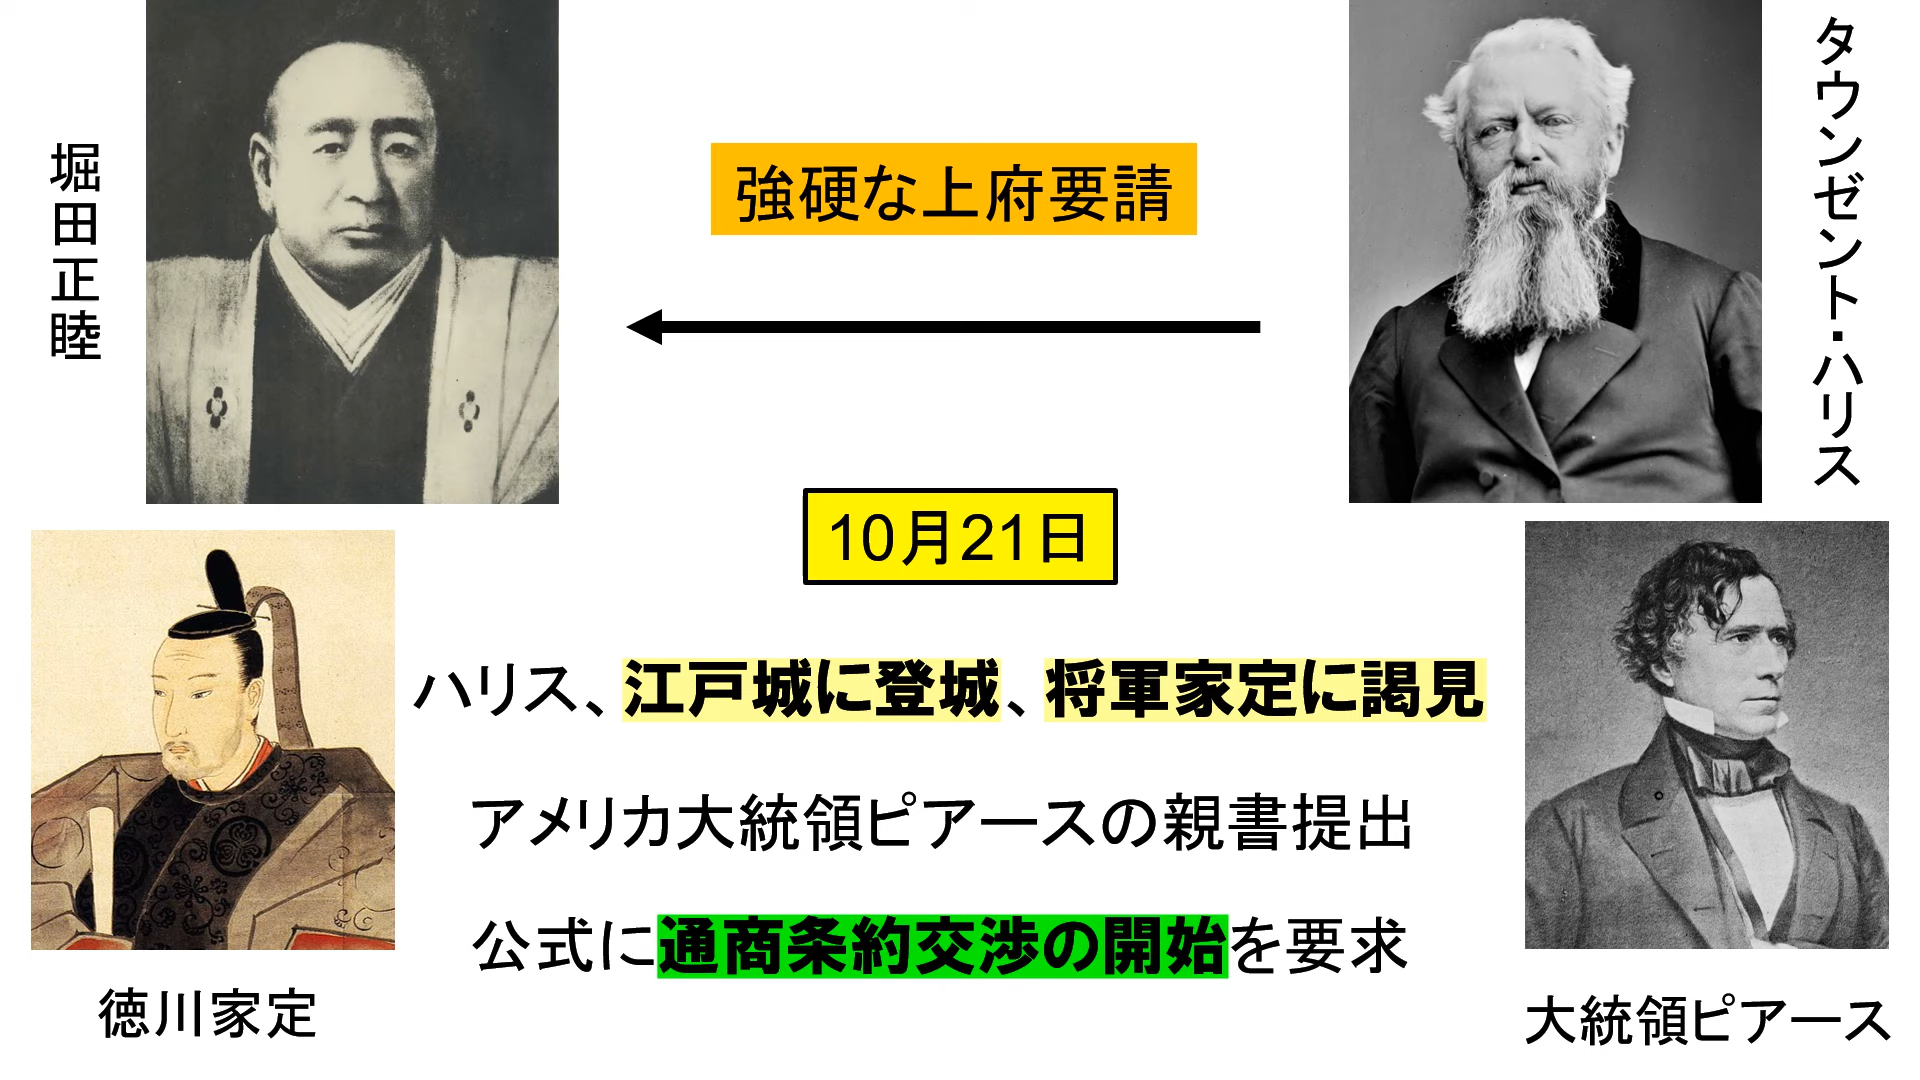 堀田正睦
強硬な上府要請
タウンゼント・ハリス
10月21日
ハリス、江戸城に登城、将軍家定に謁見
アメリカ大統領ピアースの親書提出
公式に通商条約交渉の開始を要求
徳川家定
大統領ピアース